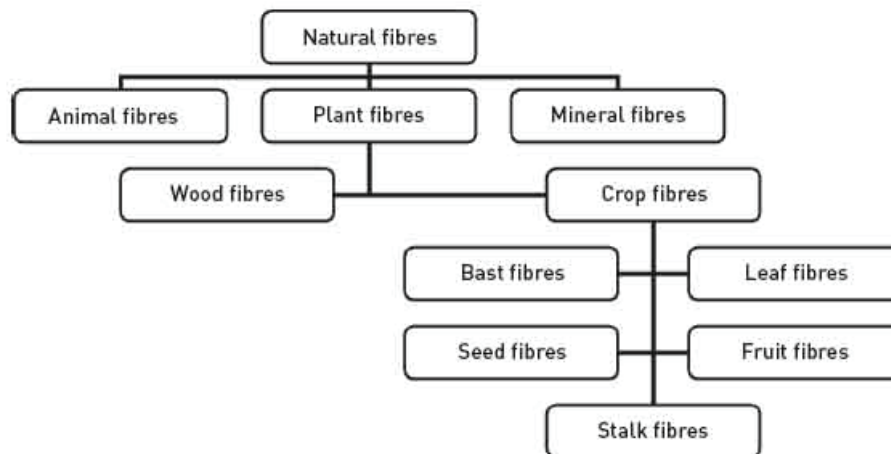 Natural fibres
Animal fibres
Plant fibres
Mineral fibres
Wood fibres
Crop fibres
Bast fibres
Leaf fibres
Seed fibres
Fruit fibres
Stalk fibres